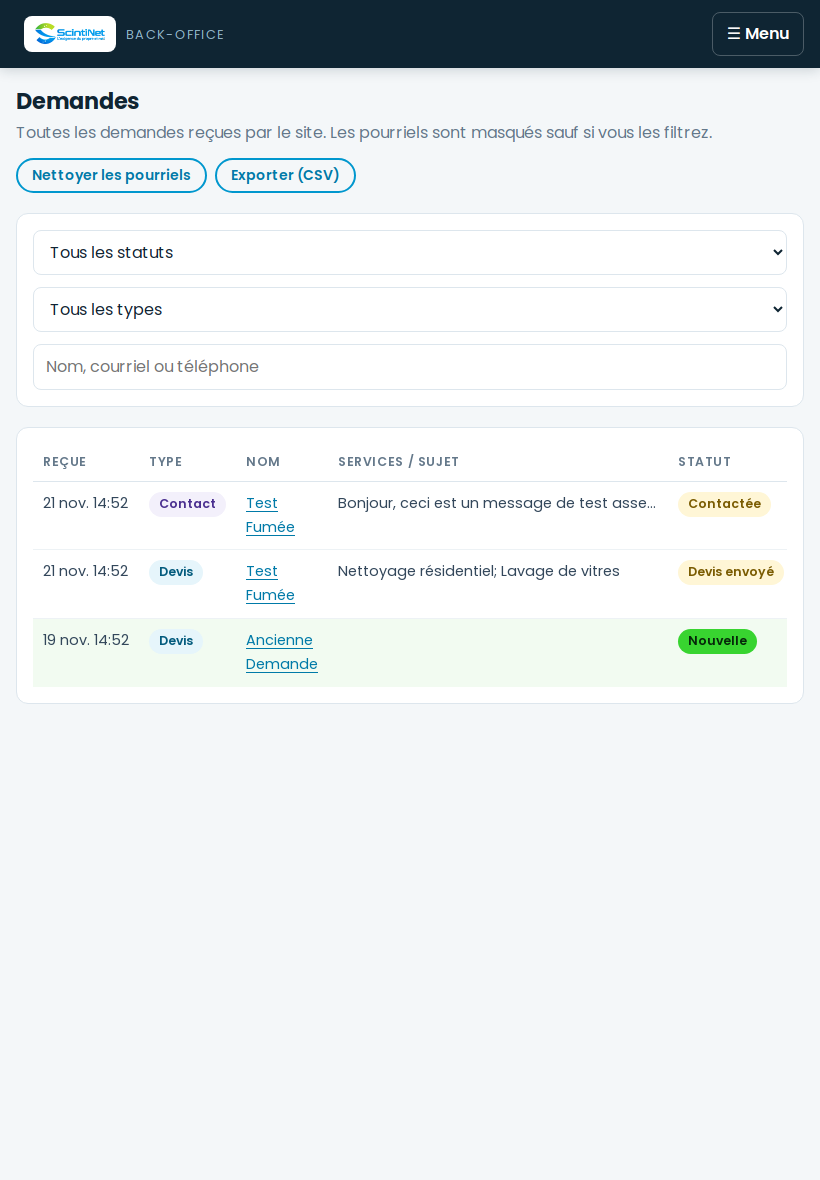 ScintiNet
BACK-OFFICE
☰ Menu
Demandes
Toutes les demandes reçues par le site. Les pourriels sont masqués sauf si vous les filtrez.
Nettoyer les pourriels
Exporter (CSV)
Tous les statuts
Tous les types
Nom, courriel ou téléphone
REÇUE TYPE NOM SERVICES / SUJET STATUT
21 nov. 14:52 Contact Test Bonjour, ceci est un message de test asse... Contactée
Fumée
21 nov. 14:52 Devis Test Nettoyage résidentiel; Lavage de vitres Devis envoyé
Fumée
19 nov. 14:52 Devis Ancienne Nouvelle
Demande